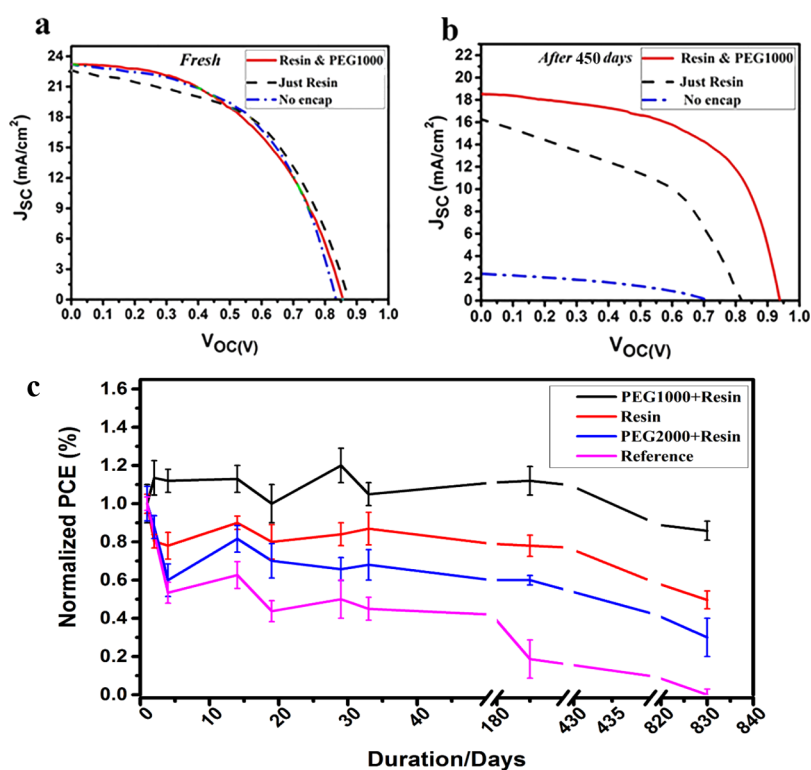 a
Fresh
Resin & PEG1000
Just Resin
No encap
24
21
18
15
12
9
6
3
0
0.0 0.1 0.2 0.3 0.4 0.5 0.6 0.7 0.8 0.9 1.0
JSC (mA/cm2)
VOC(V)
b
After 450 days
Resin & PEG1000
Just Resin
No encap
22
20
18
16
14
12
10
8
6
4
2
0
0.0 0.1 0.2 0.3 0.4 0.5 0.6 0.7 0.8 0.9 1.0
JSC (mA/cm2)
VOC(V)
c
PEG1000+Resin
Resin
PEG2000+Resin
Reference
1.6
1.4
1.2
1.0
0.8
0.6
0.4
0.2
0.0
0 10 20 30 40 180 430 435 820 830 840
Normalized PCE (%)
Duration/Days